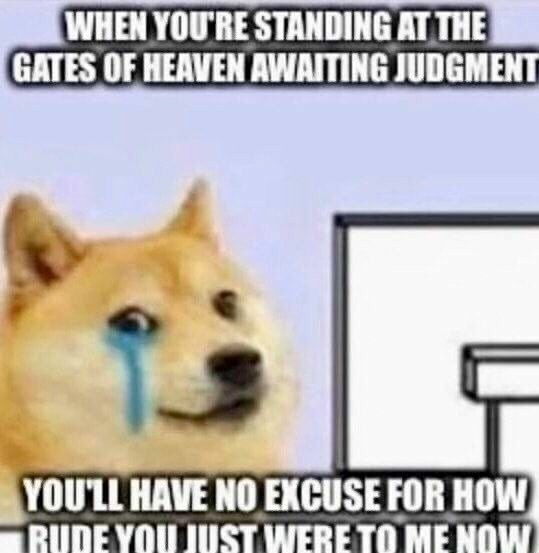 WHEN YOU'RE STANDING AT THE
GATES OF HEAVEN AWAITING JUDGMENT
YOU'LL HAVE NO EXCUSE FOR HOW
RUDE YOU JUST WERE TO ME NOW